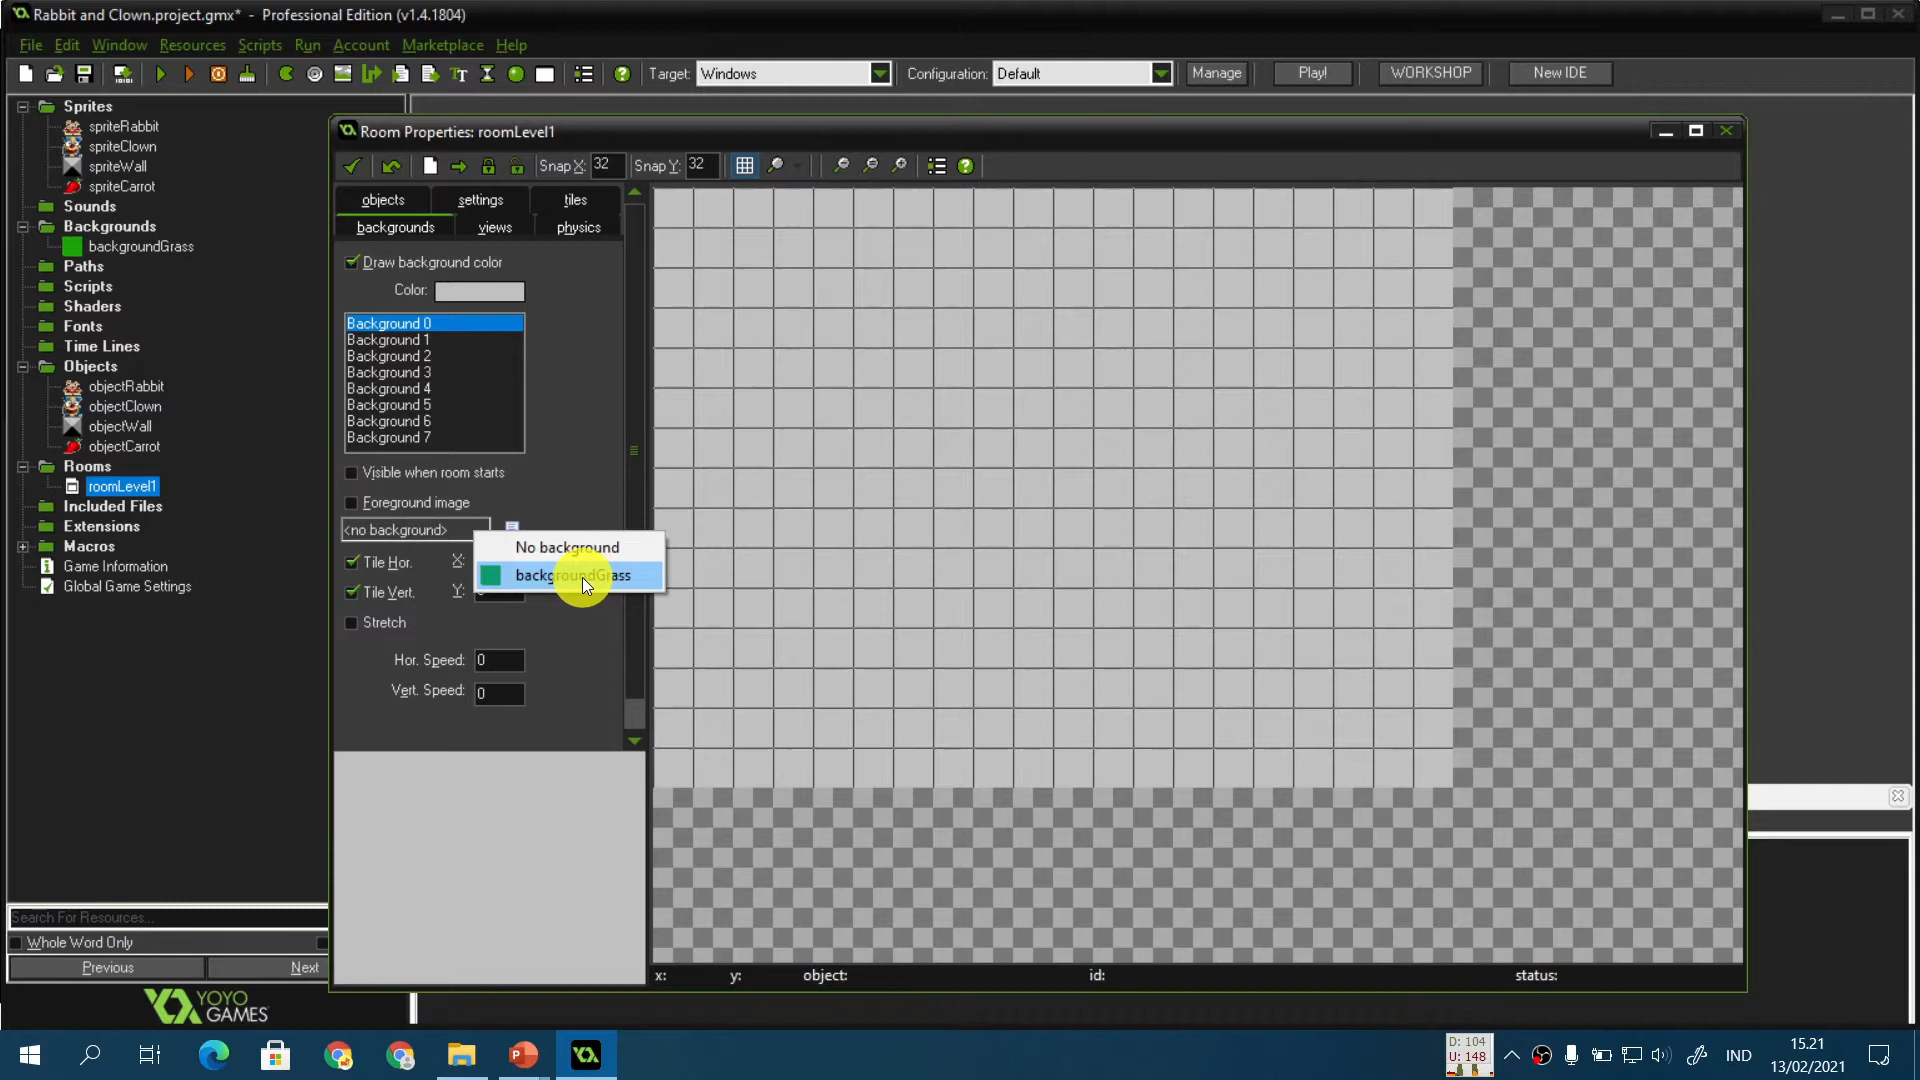 Rabbit and Clown.project.gmx* - Professional Edition (v1.4.1804)
File Edit Window Resources Scripts Run Account Marketplace Help
Target: Windows Configuration: Default Manage Play! WORKSHOP New IDE
Sprites
spriteRabbit
spriteClown
spriteWall
spriteCarrot
Sounds
Backgrounds
backgroundGrass
Paths
Scripts
Shaders
Fonts
Time Lines
Objects
objectRabbit
objectClown
objectWall
objectCarrot
Rooms
roomLevel1
Included Files
Extensions
Macros
Game Information
Global Game Settings
Search For Resources...
Whole Word Only
Previous Next
YOYO
GAMES
Room Properties: roomLevel1
Snap X: 32 Snap Y: 32
objects settings tiles
backgrounds views physics
Draw background color
Color:
Background 0
Background 1
Background 2
Background 3
Background 4
Background 5
Background 6
Background 7
Visible when room starts
Foreground image
<no background>
No background
backgroundGrass
Tile Hor. X:
Tile Vert. Y:
Stretch
Hor. Speed: 0
Vert. Speed: 0
x: y: object: id: status:
D: 104
U: 148
IND
15.21
13/02/2021